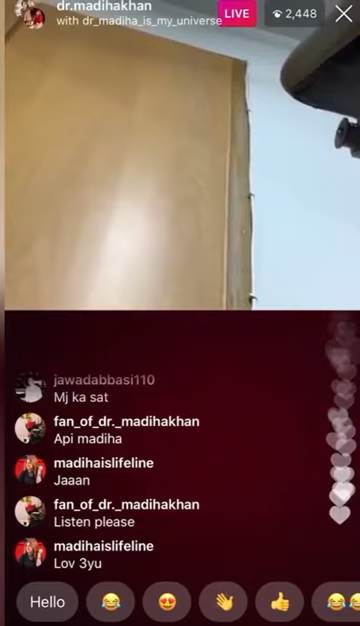 dr.madihakhan
with dr_madiha_is_my_universe
LIVE
2,448
jawadabbasi110
Mj ka sat
fan_of_dr._madihakhan
Api madiha
madihaislifeline
Jaaan
fan_of_dr._madihakhan
Listen please
madihaislifeline
Lov 3yu
Hello